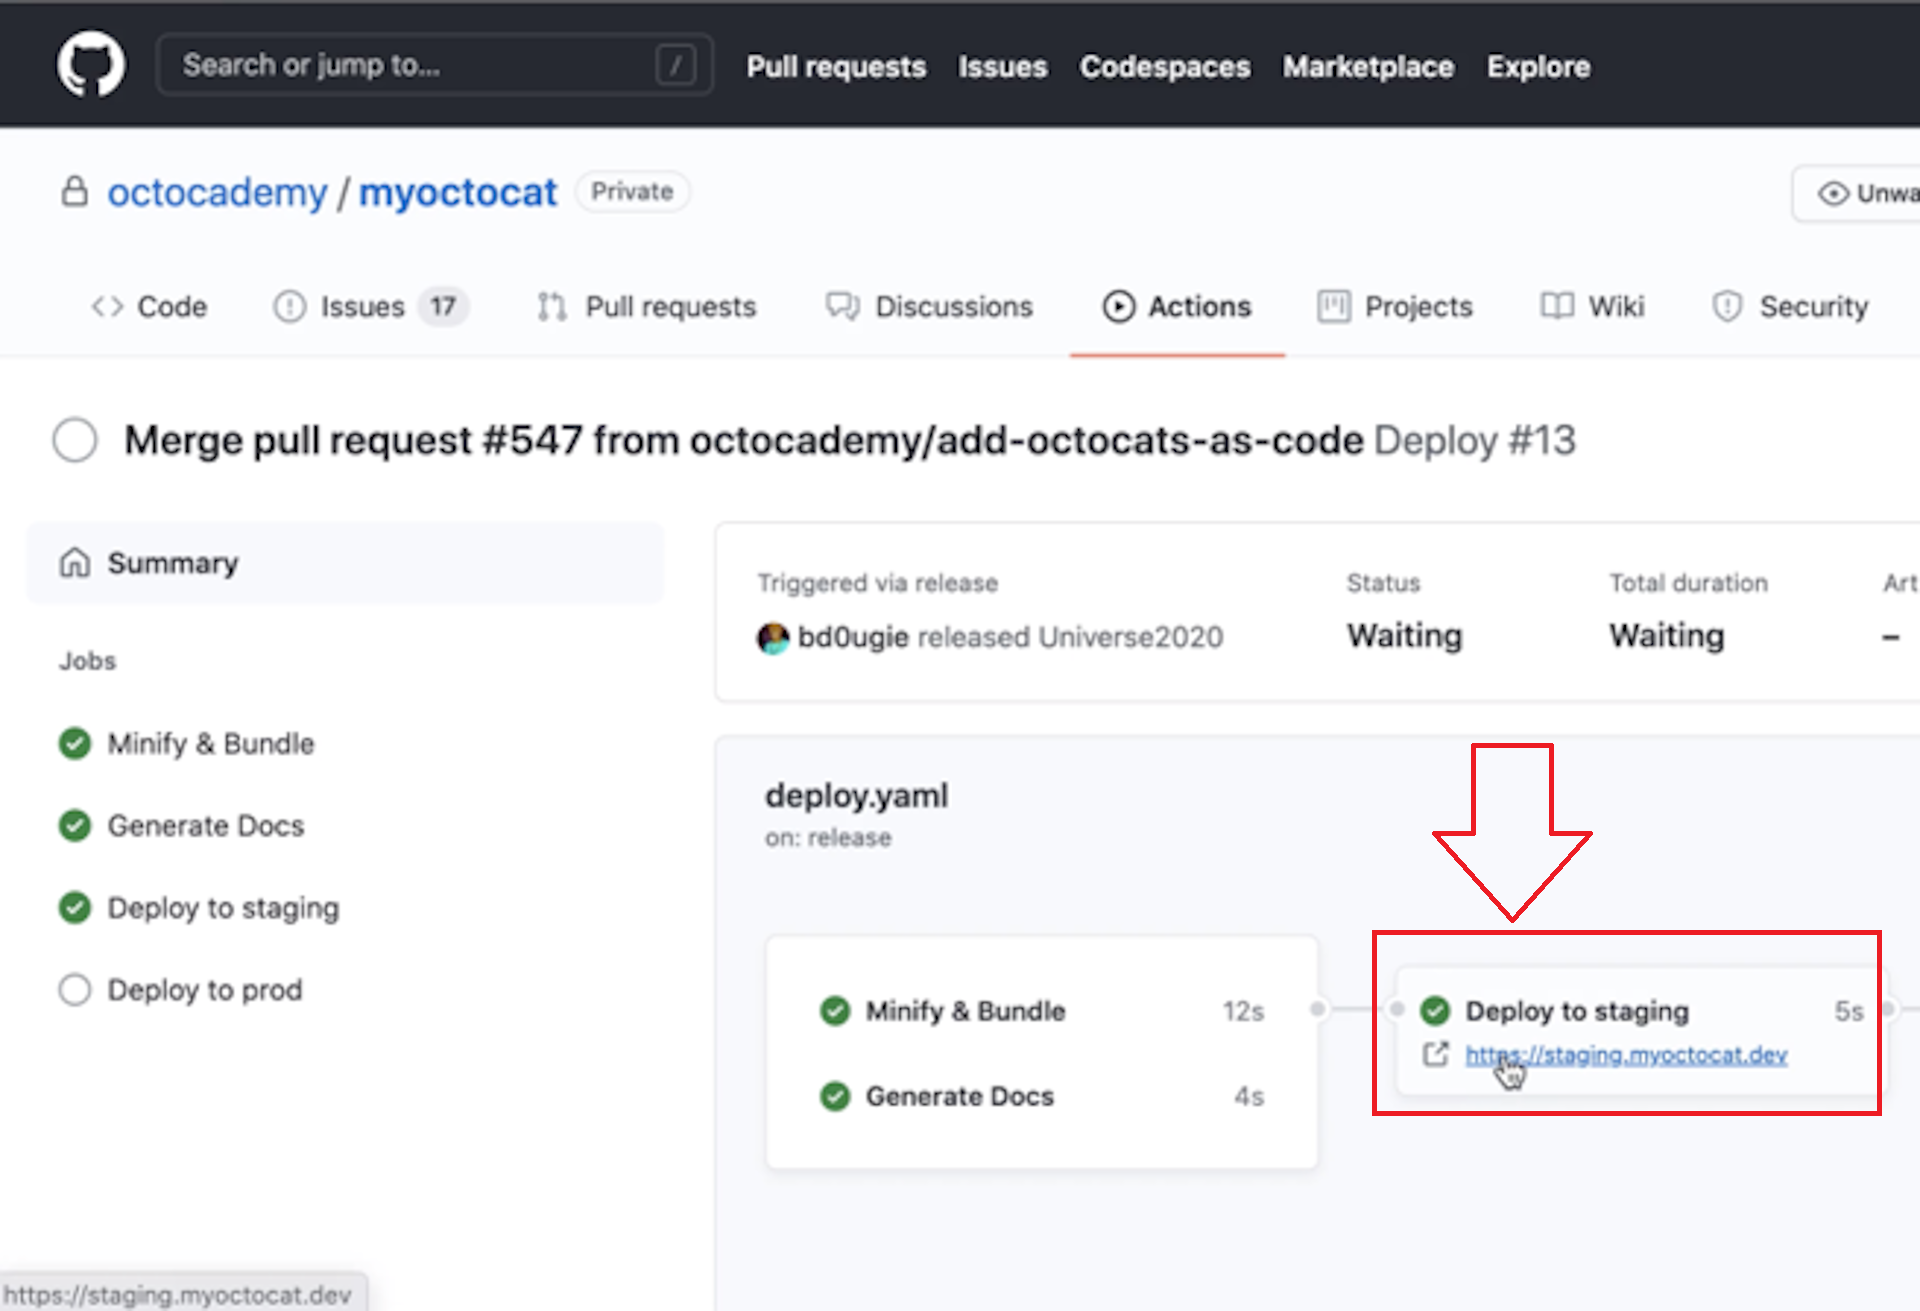 Search or jump to... /
Pull requests Issues Codespaces Marketplace Explore
octocademy / myoctocat Private
Code Issues 17 Pull requests Discussions Actions Projects Wiki Security
Merge pull request #547 from octocademy/add-octocats-as-code Deploy #13
Summary
Jobs
Minify & Bundle
Generate Docs
Deploy to staging
Deploy to prod
Triggered via release
bd0ugie released Universe2020
Status
Waiting
Total duration
Waiting
–
deploy.yaml
on: release
Minify & Bundle 12s
Generate Docs 4s
Deploy to staging 5s
https://staging.myoctocat.dev
https://staging.myoctocat.dev